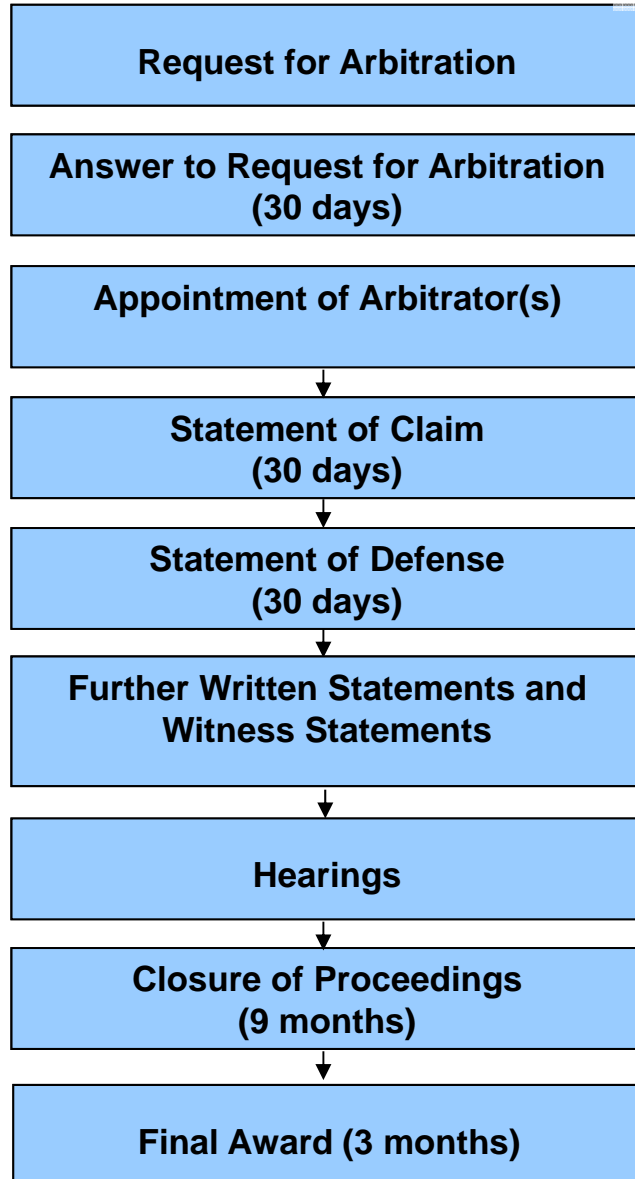 Request for Arbitration
Answer to Request for Arbitration
(30 days)
Appointment of Arbitrator(s)
Statement of Claim
(30 days)
Statement of Defense
(30 days)
Further Written Statements and
Witness Statements
Hearings
Closure of Proceedings
(9 months)
Final Award (3 months)